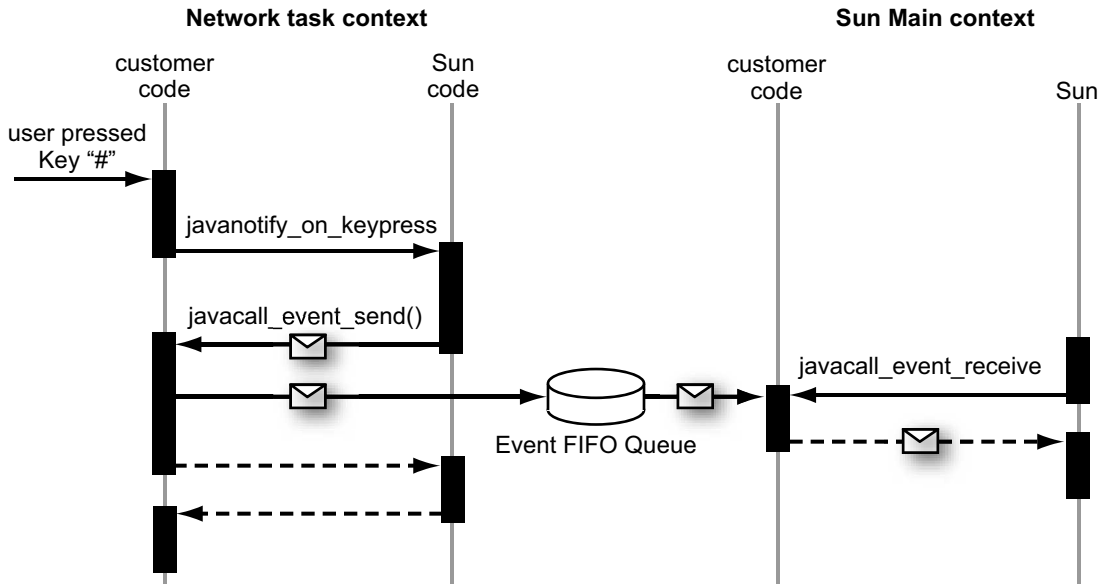 Network task context
Sun Main context
customer
code
Sun
code
customer
code
Sun
user pressed
Key “#”
javanotify_on_keypress
javacall_event_send()
javacall_event_receive
Event FIFO Queue